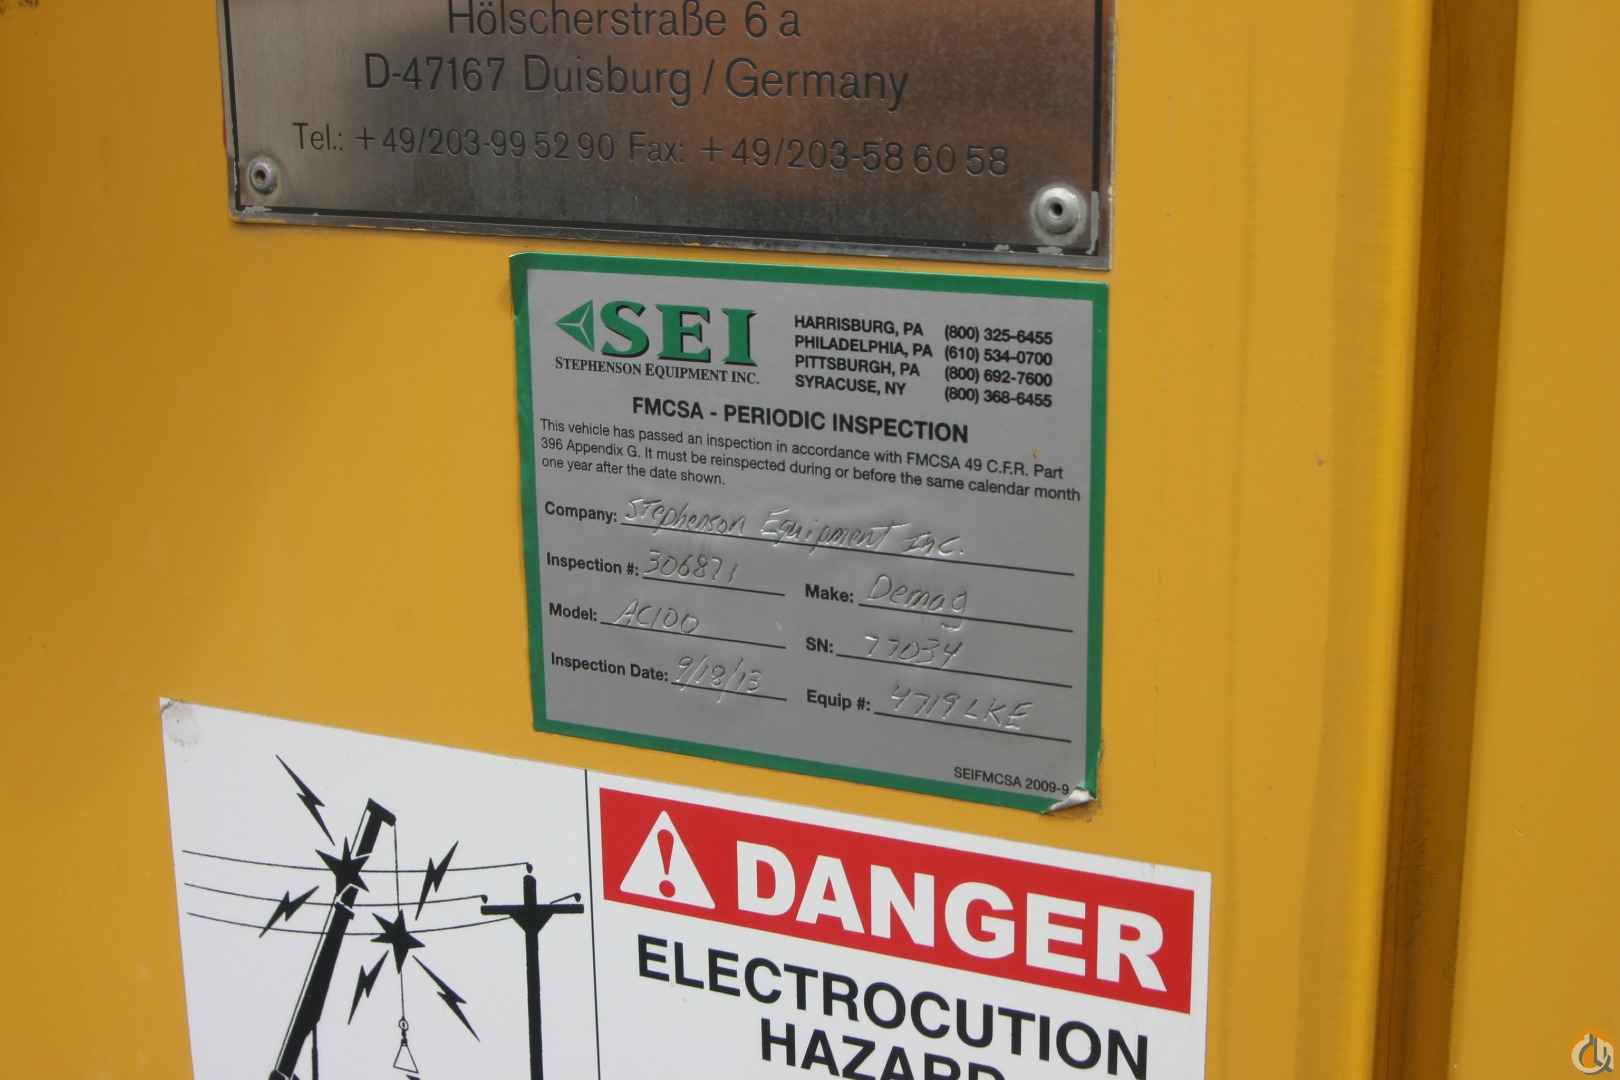 Hölscherstraße 6 a
D-47167 Duisburg / Germany
Tel.: +49/203-99 52 90 Fax: +49/203-58 60 58
SEI
STEPHENSON EQUIPMENT INC.
HARRISBURG, PA (800) 325-6455
PHILADELPHIA, PA (610) 534-0700
PITTSBURGH, PA (800) 692-7600
SYRACUSE, NY (800) 368-6455
FMCSA - PERIODIC INSPECTION
This vehicle has passed an inspection in accordance with FMCSA 49 C.F.R. Part
396 Appendix G. It must be reinspected during or before the same calendar month
one year after the date shown.
Company: Stephenson Equipment Inc.
Inspection #: 306871 Make: Demag
Model: AC100 SN: 77034
Inspection Date: 9/18/13 Equip #: 4719LKE
SEIFMCSA 2009-9
DANGER
ELECTROCUTION
HAZARD